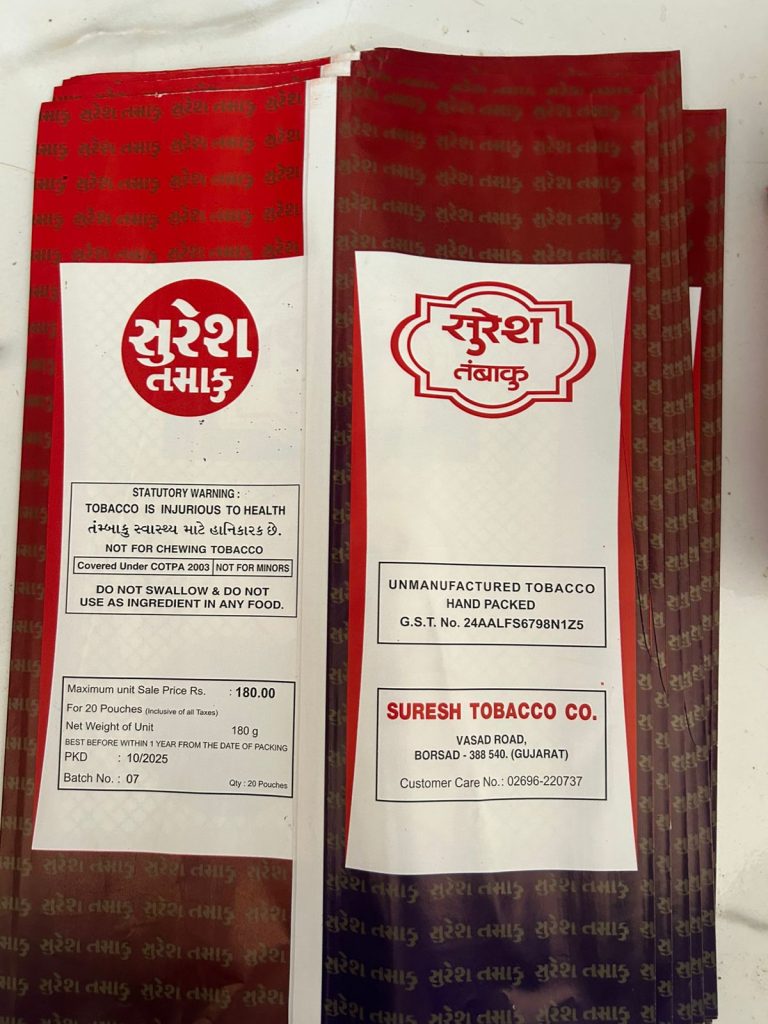 સુરેશ
તમાકુ
STATUTORY WARNING :
TOBACCO IS INJURIOUS TO HEALTH
તંમ્બાકુ સ્વાસ્થ્ય માટે હાનિકારક છે.
NOT FOR CHEWING TOBACCO
Covered Under COTPA 2003 NOT FOR MINORS
DO NOT SWALLOW & DO NOT
USE AS INGREDIENT IN ANY FOOD.
Maximum unit Sale Price Rs. : 180.00
For 20 Pouches (Inclusive of all Taxes)
Net Weight of Unit 180 g
BEST BEFORE WITHIN 1 YEAR FROM THE DATE OF PACKING
PKD : 10/2025
Batch No. : 07 Qty : 20 Pouches
सुरेश
तंबाकु
UNMANUFACTURED TOBACCO
HAND PACKED
G.S.T. No. 24AALFS6798N1Z5
SURESH TOBACCO CO.
VASAD ROAD,
BORSAD - 388 540. (GUJARAT)
Customer Care No.: 02696-220737